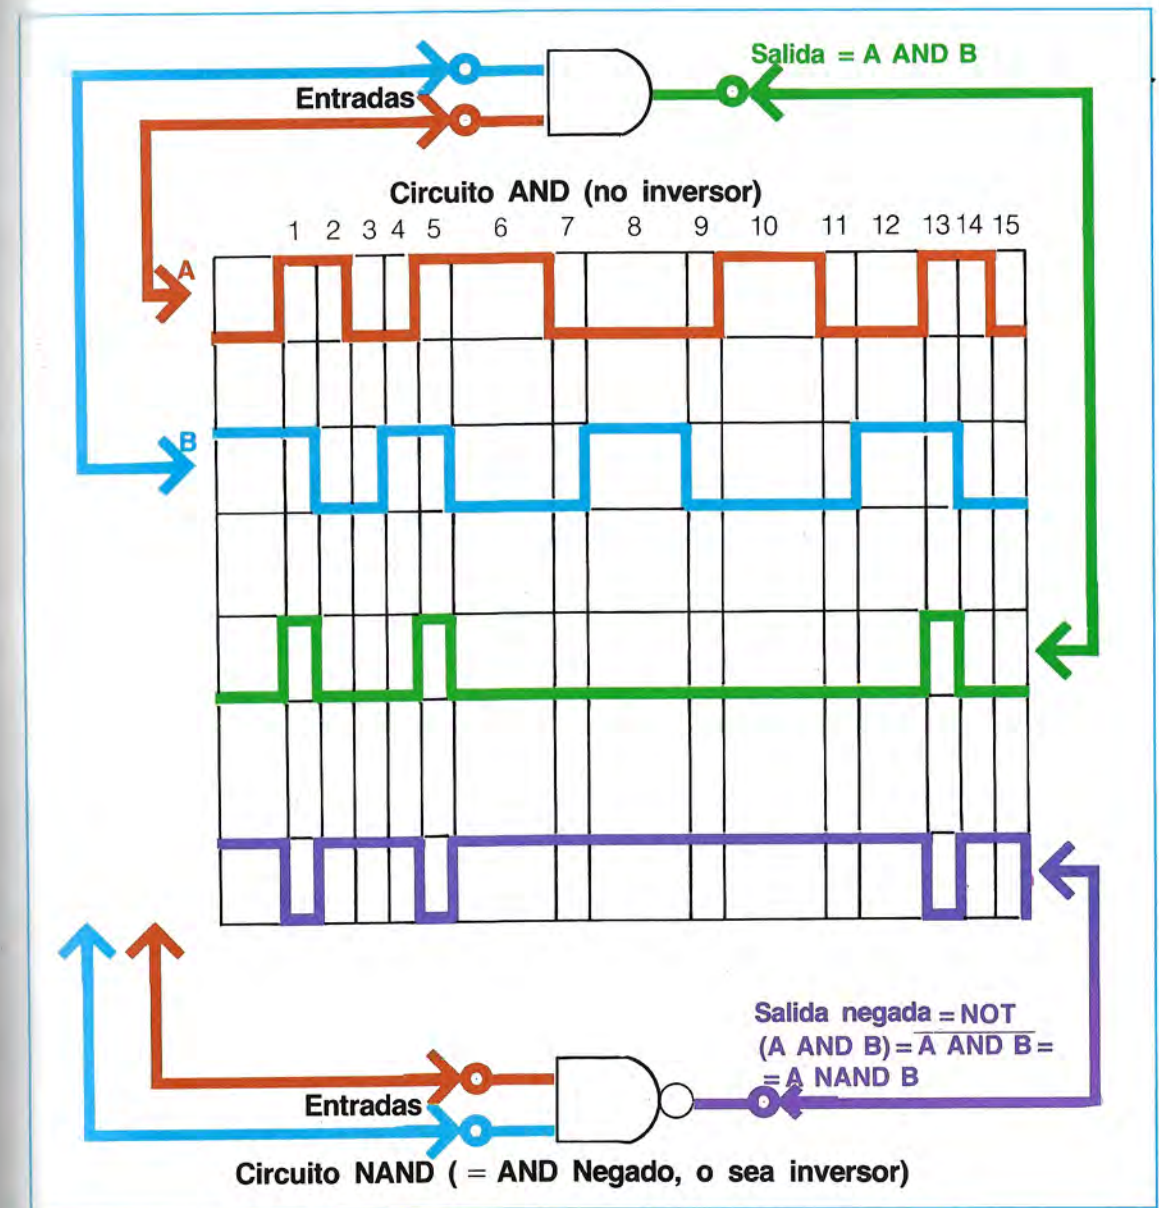 Salida = A AND B
Entradas
Circuito AND (no inversor)
1 2 3 4 5 6 7 8 9 10 11 12 13 14 15
A
B
Salida negada = NOT
(A AND B) = A AND B =
= A NAND B
Entradas
Circuito NAND ( = AND Negado, o sea inversor)